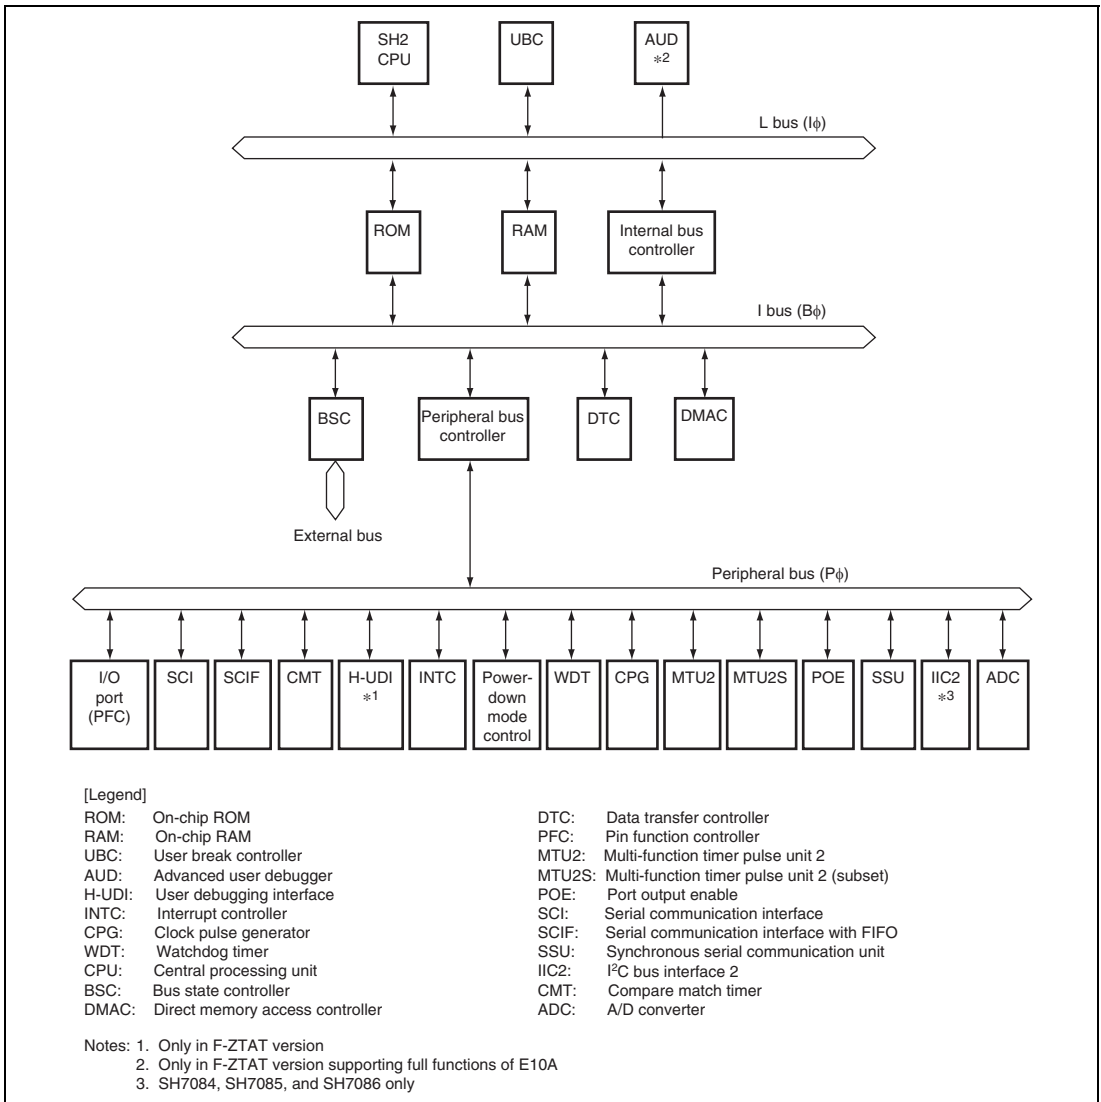 SH2
CPU
UBC
AUD
*2
L bus (Iϕ)
ROM
RAM
Internal bus
controller
I bus (Bϕ)
BSC
Peripheral bus
controller
DTC
DMAC
External bus
Peripheral bus (Pϕ)
I/O
port
(PFC)
SCI
SCIF
CMT
H-UDI
*1
INTC
Power-
down
mode
control
WDT
CPG
MTU2
MTU2S
POE
SSU
IIC2
*3
ADC
[Legend]
ROM: On-chip ROM
RAM: On-chip RAM
UBC: User break controller
AUD: Advanced user debugger
H-UDI: User debugging interface
INTC: Interrupt controller
CPG: Clock pulse generator
WDT: Watchdog timer
CPU: Central processing unit
BSC: Bus state controller
DMAC: Direct memory access controller
DTC: Data transfer controller
PFC: Pin function controller
MTU2: Multi-function timer pulse unit 2
MTU2S: Multi-function timer pulse unit 2 (subset)
POE: Port output enable
SCI: Serial communication interface
SCIF: Serial communication interface with FIFO
SSU: Synchronous serial communication unit
IIC2: I²C bus interface 2
CMT: Compare match timer
ADC: A/D converter
Notes: 1. Only in F-ZTAT version
2. Only in F-ZTAT version supporting full functions of E10A
3. SH7084, SH7085, and SH7086 only